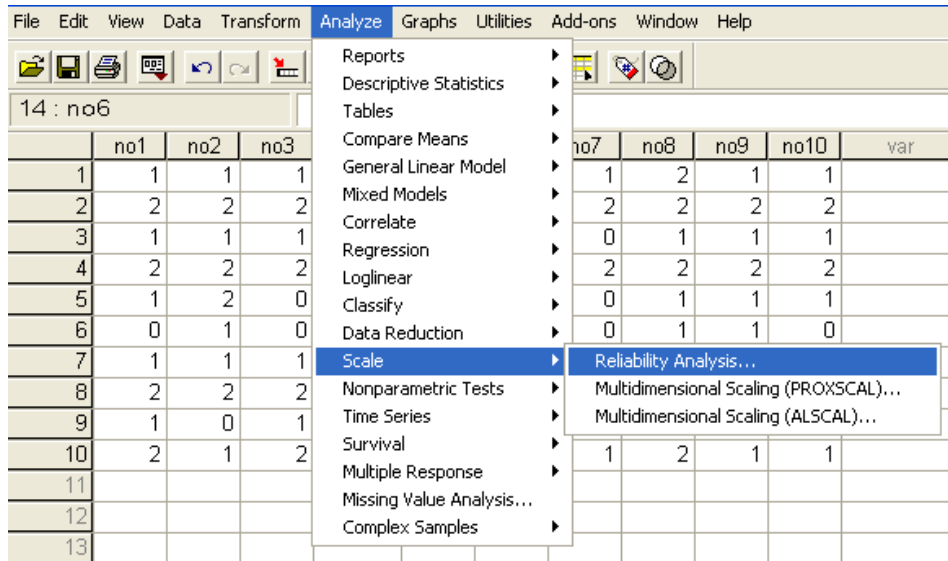 File Edit View Data Transform Analyze Graphs Utilities Add-ons Window Help
14 : no6
no1 no2 no3 no7 no8 no9 no10 var
1 1 1 1 1 2 1 1
2 2 2 2 2 2 2 2
3 1 1 1 0 1 1 1
4 2 2 2 2 2 2 2
5 1 2 0 0 1 1 1
6 0 1 0 0 1 1 0
7 1 1 1
8 2 2 2
9 1 0 1
10 2 1 2 1 2 1 1
11
12
13
Reports
Descriptive Statistics
Tables
Compare Means
General Linear Model
Mixed Models
Correlate
Regression
Loglinear
Classify
Data Reduction
Scale
Nonparametric Tests
Time Series
Survival
Multiple Response
Missing Value Analysis...
Complex Samples
Reliability Analysis...
Multidimensional Scaling (PROXSCAL)...
Multidimensional Scaling (ALSCAL)...